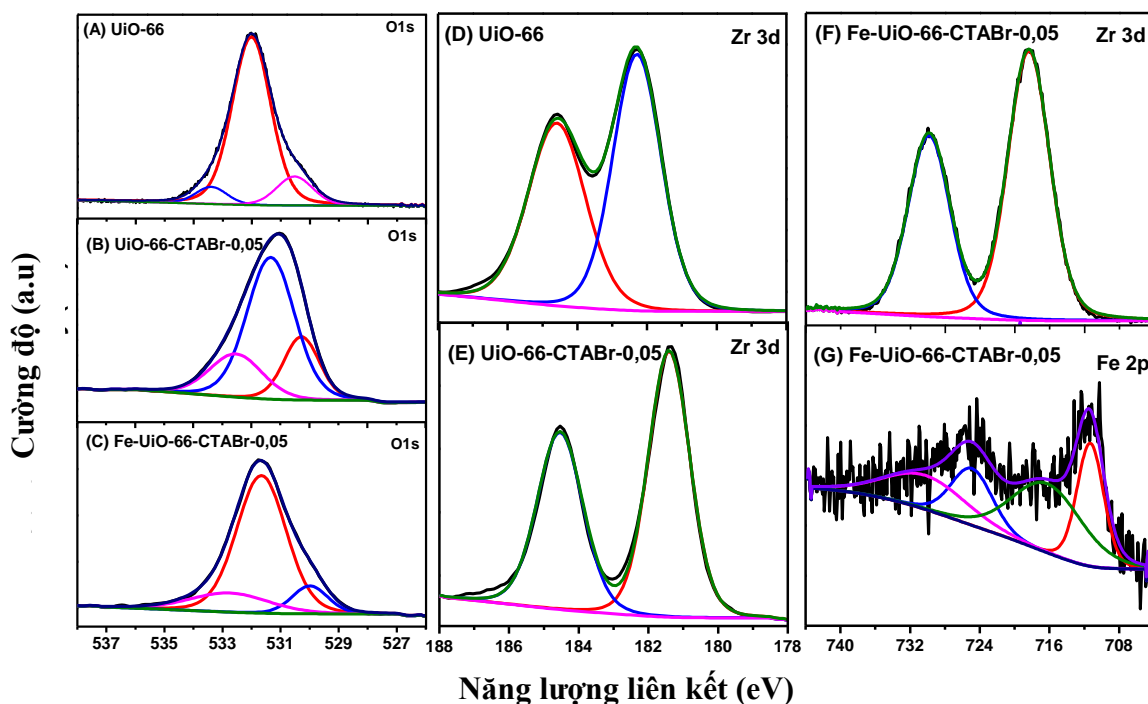 (A) UiO-66
O1s
(B) UiO-66-CTABr-0,05
O1s
(C) Fe-UiO-66-CTABr-0,05
O1s
537 535 533 531 529 527
(D) UiO-66
Zr 3d
(E) UiO-66-CTABr-0,05
Zr 3d
188 186 184 182 180 178
(F) Fe-UiO-66-CTABr-0,05
Zr 3d
(G) Fe-UiO-66-CTABr-0,05
Fe 2p
740 732 724 716 708
Cường độ (a.u)
Năng lượng liên kết (eV)